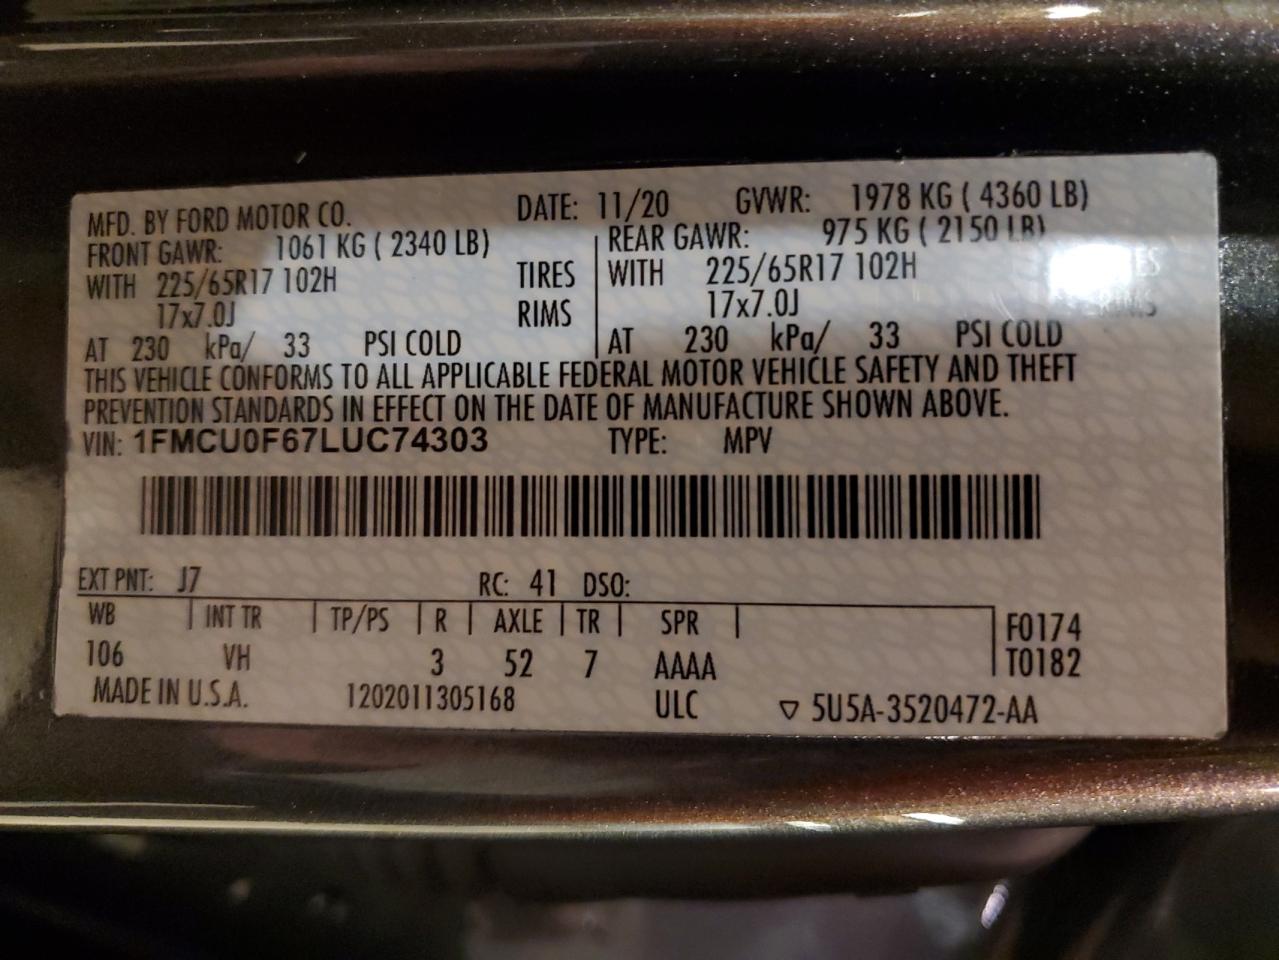 MFD. BY FORD MOTOR CO. DATE: 11/20 GVWR: 1978 KG ( 4360 LB)
FRONT GAWR: 1061 KG ( 2340 LB) REAR GAWR: 975 KG ( 2150 LB)
WITH 225/65R17 102H TIRES WITH 225/65R17 102H TIRES
17x7.0J RIMS 17x7.0J RIMS
AT 230 kPa/ 33 PSI COLD AT 230 kPa/ 33 PSI COLD
THIS VEHICLE CONFORMS TO ALL APPLICABLE FEDERAL MOTOR VEHICLE SAFETY AND THEFT
PREVENTION STANDARDS IN EFFECT ON THE DATE OF MANUFACTURE SHOWN ABOVE.
VIN: 1FMCU0F67LUC74303 TYPE: MPV
EXT PNT: J7 RC: 41 DSO:
WB INT TR TP/PS R AXLE TR SPR F0174
106 VH 3 52 7 AAAA T0182
MADE IN U.S.A. 1202011305168 ULC ▽ 5U5A-3520472-AA